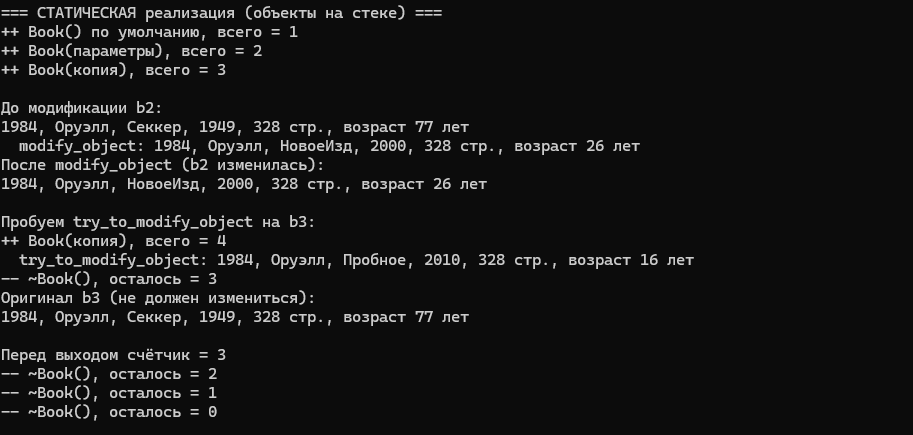 === СТАТИЧЕСКАЯ реализация (объекты на стеке) ===
++ Book() по умолчанию, всего = 1
++ Book(параметры), всего = 2
++ Book(копия), всего = 3
До модификации b2:
1984, Оруэлл, Секкер, 1949, 328 стр., возраст 77 лет
  modify_object: 1984, Оруэлл, НовоеИзд, 2000, 328 стр., возраст 26 лет
После modify_object (b2 изменилась):
1984, Оруэлл, НовоеИзд, 2000, 328 стр., возраст 26 лет
Пробуем try_to_modify_object на b3:
++ Book(копия), всего = 4
  try_to_modify_object: 1984, Оруэлл, Пробное, 2010, 328 стр., возраст 16 лет
-- ~Book(), осталось = 3
Оригинал b3 (не должен измениться):
1984, Оруэлл, Секкер, 1949, 328 стр., возраст 77 лет
Перед выходом счётчик = 3
-- ~Book(), осталось = 2
-- ~Book(), осталось = 1
-- ~Book(), осталось = 0